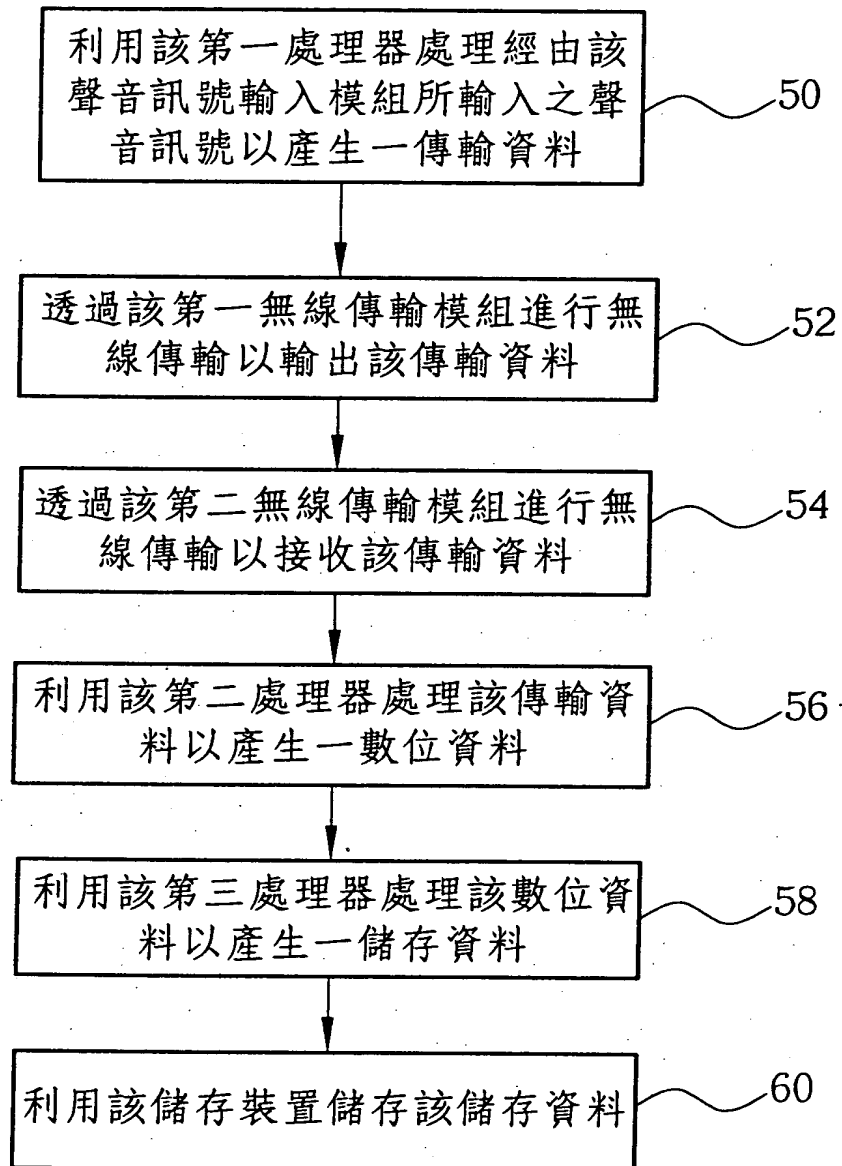 利用該第一處理器處理經由該
聲音訊號輸入模組所輸入之聲
音訊號以產生一傳輸資料
50
透過該第一無線傳輸模組進行無
線傳輸以輸出該傳輸資料
52
透過該第二無線傳輸模組進行無
線傳輸以接收該傳輸資料
54
利用該第二處理器處理該傳輸資
料以產生一數位資料
56
利用該第三處理器處理該數位資
料以產生一儲存資料
58
利用該儲存裝置儲存該儲存資料
60